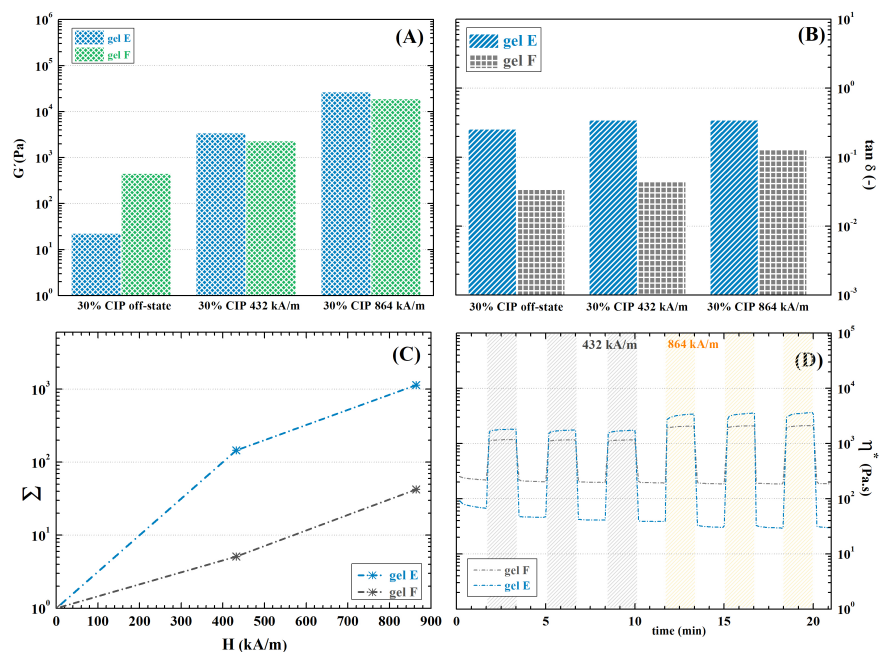 (A)
gel E
gel F
10⁶
10⁵
10⁴
10³
10²
10¹
10⁰
G´(Pa)
30% CIP off-state 30% CIP 432 kA/m 30% CIP 864 kA/m
(B)
gel E
gel F
10¹
10⁰
10⁻¹
10⁻²
10⁻³
tan δ (-)
30% CIP off-state 30% CIP 432 kA/m 30% CIP 864 kA/m
(C)
10³
10²
10¹
10⁰
Σ
gel E
gel F
0 100 200 300 400 500 600 700 800 900
H (kA/m)
432 kA/m 864 kA/m (D)
10⁵
10⁴
10³
10²
10¹
10⁰
η* (Pa.s)
gel F
gel E
0 5 10 15 20
time (min)